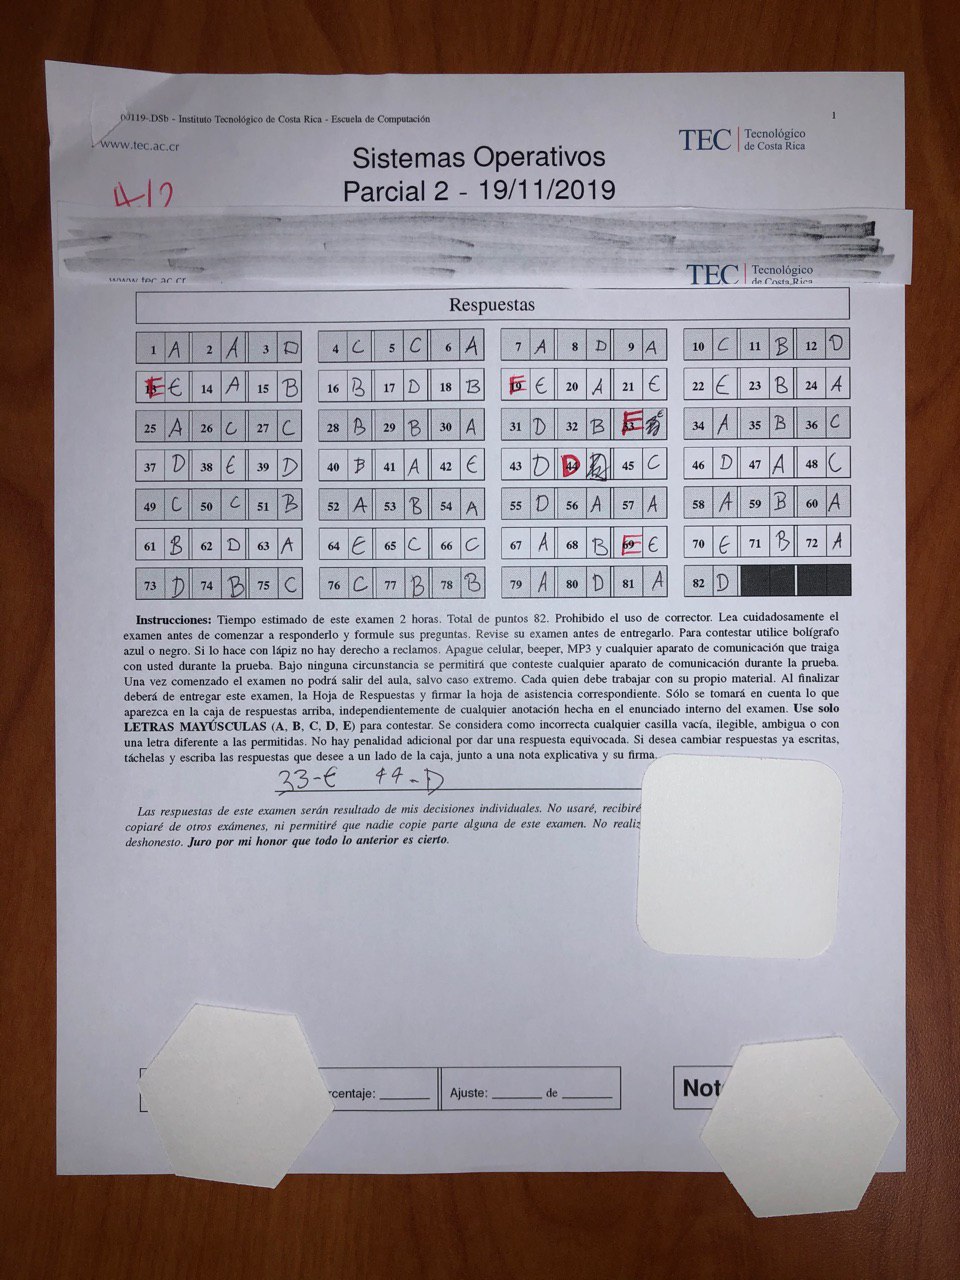 00119-.DSb - Instituto Tecnológico de Costa Rica - Escuela de Computación 1
www.tec.ac.cr
TEC Tecnológico de Costa Rica
Sistemas Operativos
Parcial 2 - 19/11/2019
TEC Tecnológico de Costa Rica
Respuestas
1 A 2 A 3 D 4 C 5 C 6 A 7 A 8 D 9 A 10 C 11 B 12 D
E E 14 A 15 B 16 B 17 D 18 B E E 20 A 21 E 22 E 23 B 24 A
25 A 26 C 27 C 28 B 29 B 30 A 31 D 32 B E E 34 A 35 B 36 C
37 D 38 E 39 D 40 B 41 A 42 E 43 D 44 D 45 C 46 D 47 A 48 C
49 C 50 C 51 B 52 A 53 B 54 A 55 D 56 A 57 A 58 A 59 B 60 A
61 B 62 D 63 A 64 E 65 C 66 C 67 A 68 B 69 E E 70 E 71 B 72 A
73 D 74 B 75 C 76 C 77 B 78 B 79 A 80 D 81 A 82 D
Instrucciones: Tiempo estimado de este examen 2 horas. Total de puntos 82. Prohibido el uso de corrector. Lea cuidadosamente el
examen antes de comenzar a responderlo y formule sus preguntas. Revise su examen antes de entregarlo. Para contestar utilice bolígrafo
azul o negro. Si lo hace con lápiz no hay derecho a reclamos. Apague celular, beeper, MP3 y cualquier aparato de comunicación que traiga
con usted durante la prueba. Bajo ninguna circunstancia se permitirá que conteste cualquier aparato de comunicación durante la prueba.
Una vez comenzado el examen no podrá salir del aula, salvo caso extremo. Cada quien debe trabajar con su propio material. Al finalizar
deberá de entregar este examen, la Hoja de Respuestas y firmar la hoja de asistencia correspondiente. Sólo se tomará en cuenta lo que
aparezca en la caja de respuestas arriba, independientemente de cualquier anotación hecha en el enunciado interno del examen. Use solo
LETRAS MAYÚSCULAS (A, B, C, D, E) para contestar. Se considera como incorrecta cualquier casilla vacía, ilegible, ambigua o con
una letra diferente a las permitidas. No hay penalidad adicional por dar una respuesta equivocada. Si desea cambiar respuestas ya escritas,
táchelas y escriba las respuestas que desee a un lado de la caja, junto a una nota explicativa y su firma.
33-E 44-D
Las respuestas de este examen serán resultado de mis decisiones individuales. No usaré, recibiré
copiaré de otros exámenes, ni permitiré que nadie copie parte alguna de este examen. No realiz
deshonesto. Juro por mi honor que todo lo anterior es cierto.
rcentaje: Ajuste: de Not